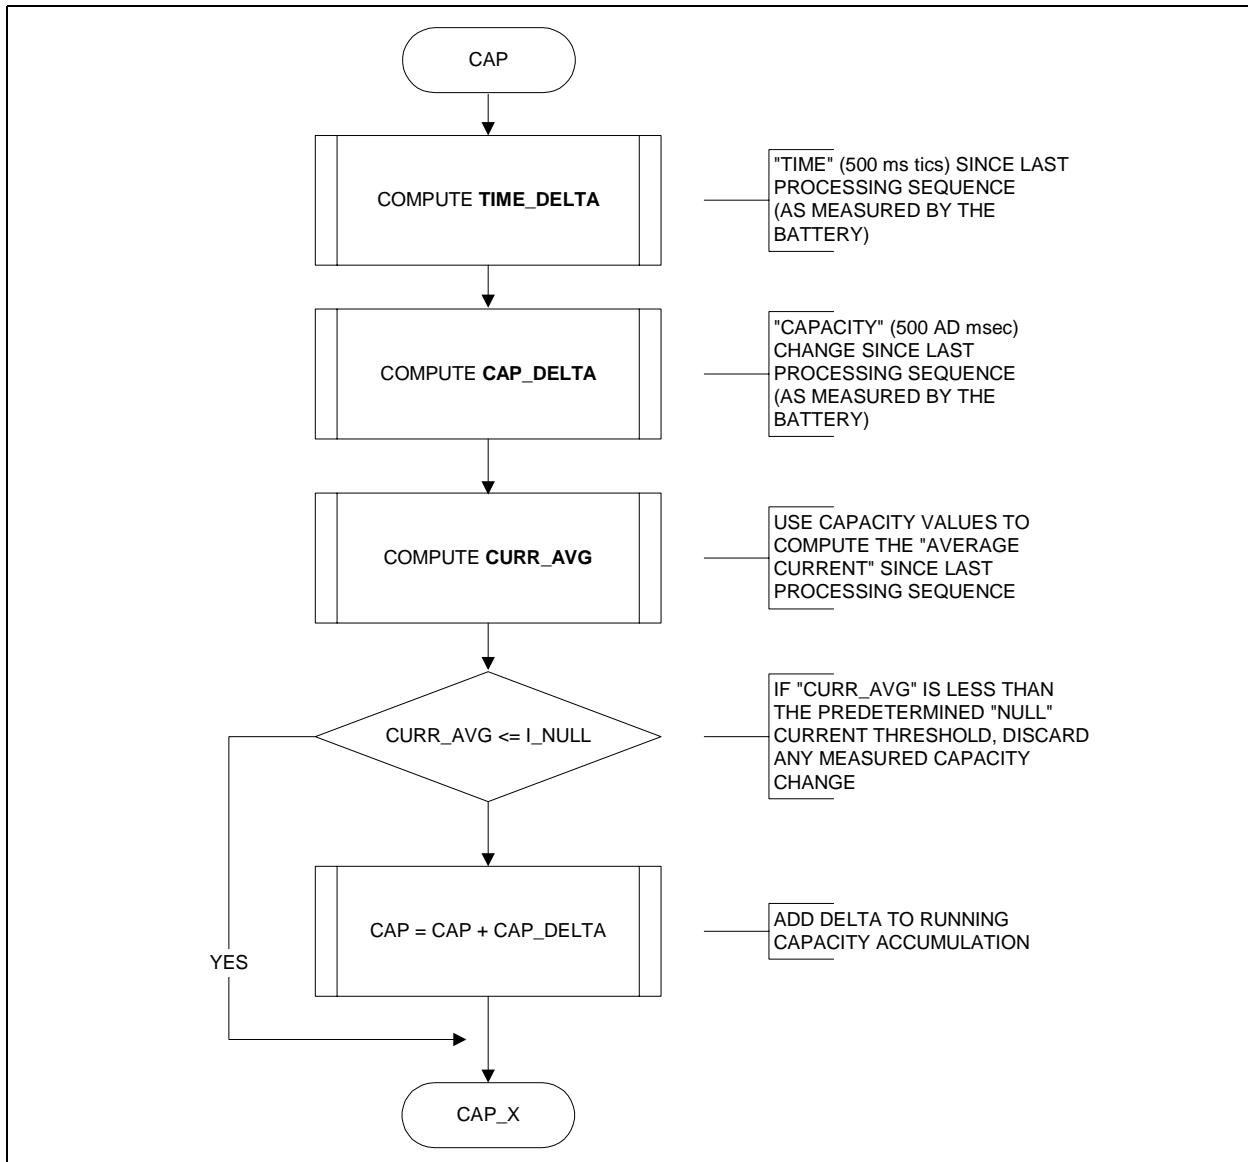 CAP
COMPUTE TIME_DELTA
"TIME" (500 ms tics) SINCE LAST
PROCESSING SEQUENCE
(AS MEASURED BY THE
BATTERY)
COMPUTE CAP_DELTA
"CAPACITY" (500 AD msec)
CHANGE SINCE LAST
PROCESSING SEQUENCE
(AS MEASURED BY THE
BATTERY)
COMPUTE CURR_AVG
USE CAPACITY VALUES TO
COMPUTE THE "AVERAGE
CURRENT" SINCE LAST
PROCESSING SEQUENCE
CURR_AVG <= I_NULL
IF "CURR_AVG" IS LESS THAN
THE PREDETERMINED "NULL"
CURRENT THRESHOLD, DISCARD
ANY MEASURED CAPACITY
CHANGE
CAP = CAP + CAP_DELTA
ADD DELTA TO RUNNING
CAPACITY ACCUMULATION
YES
CAP_X